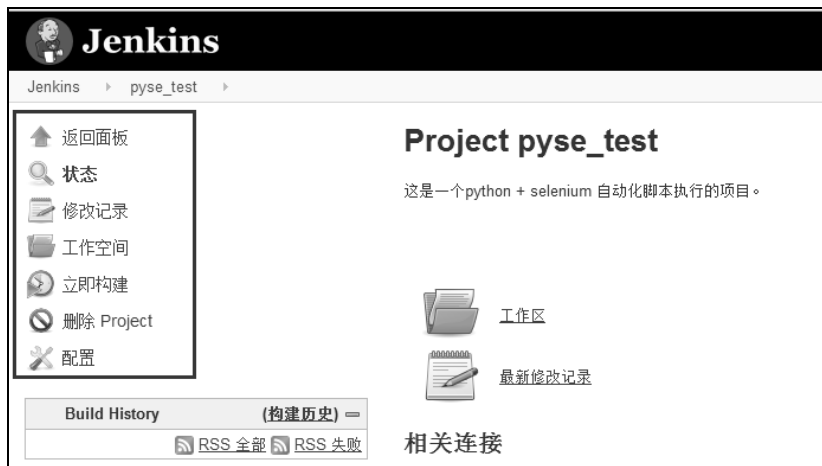 Jenkins
Jenkins pyse_test
返回面板
状态
修改记录
工作空间
立即构建
删除 Project
配置
Build History (构建历史)
RSS 全部 RSS 失败
Project pyse_test
这是一个python + selenium 自动化脚本执行的项目。
工作区
最新修改记录
相关连接